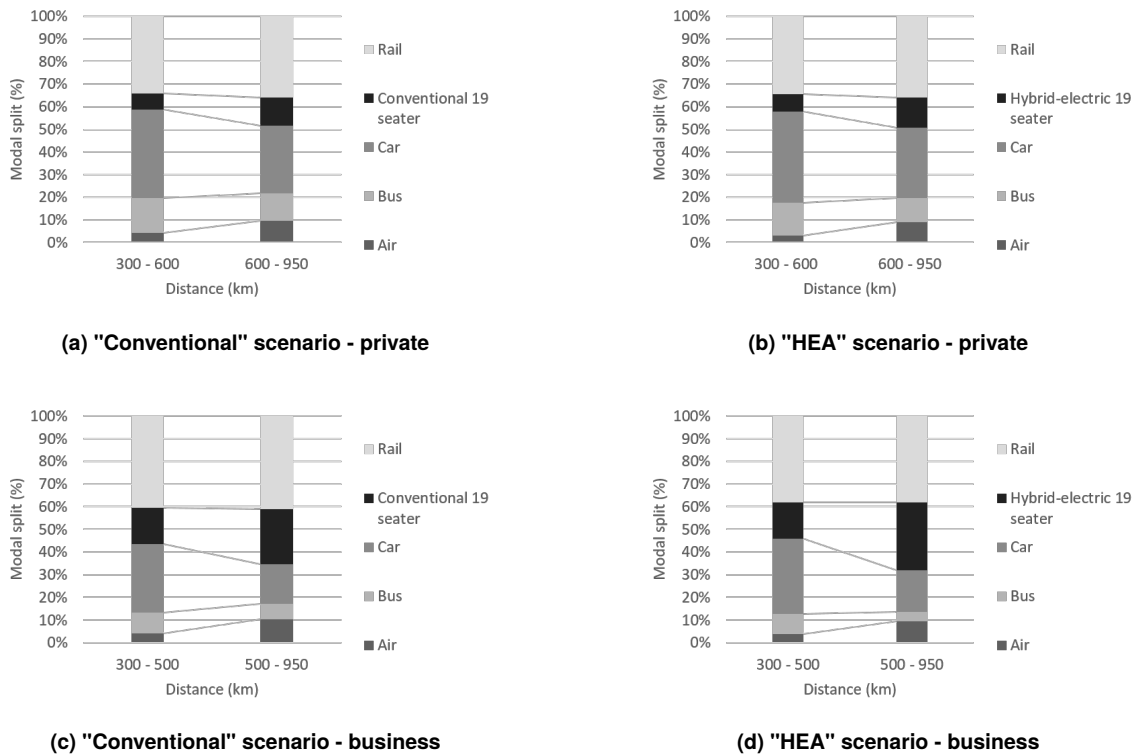 100%
90%
80%
70%
60%
50%
40%
30%
20%
10%
0%
Modal split (%)
300 - 600
600 - 950
Distance (km)
Rail
Conventional 19
seater
Car
Bus
Air
(a) "Conventional" scenario - private
100%
90%
80%
70%
60%
50%
40%
30%
20%
10%
0%
Modal split (%)
300 - 600
600 - 950
Distance (km)
Rail
Hybrid-electric 19
seater
Car
Bus
Air
(b) "HEA" scenario - private
100%
90%
80%
70%
60%
50%
40%
30%
20%
10%
0%
Modal split (%)
300 - 500
500 - 950
Distance (km)
Rail
Conventional 19
seater
Car
Bus
Air
(c) "Conventional" scenario - business
100%
90%
80%
70%
60%
50%
40%
30%
20%
10%
0%
Modal split (%)
300 - 500
500 - 950
Distance (km)
Rail
Hybrid-electric 19
seater
Car
Bus
Air
(d) "HEA" scenario - business